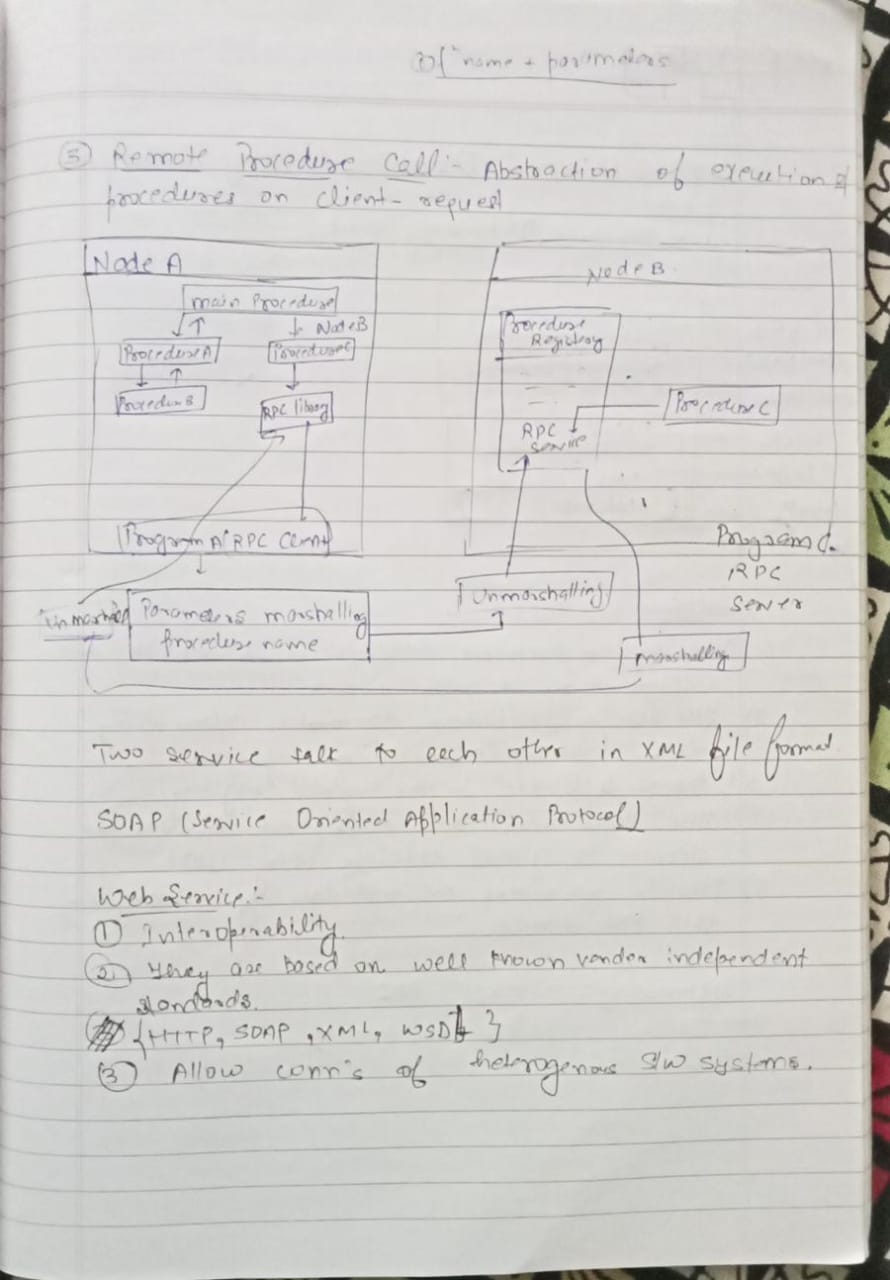 of name + parameters
⑤ Remote Procedure Call :- Abstraction of execution of
procedures on client-request
Node A
main Procedure
Node B
Procedure A
Procedure C
Procedure B
RPC library
Program A RPC Client
Node B
Procedure
Registry
RPC
Service
Procedure C
Program C
RPC
Server
Parameters marshalling
procedure name
Unmarshalling
marshalling
Two service talk to each other in XML file format
SOAP (Service Oriented Application Protocol)
Web Service :-
① Interoperability.
② They are based on well known vendor independent
standards.
{HTTP, SOAP, XML, WSDL}
③ Allow conn's of heterogenous S/W systems.